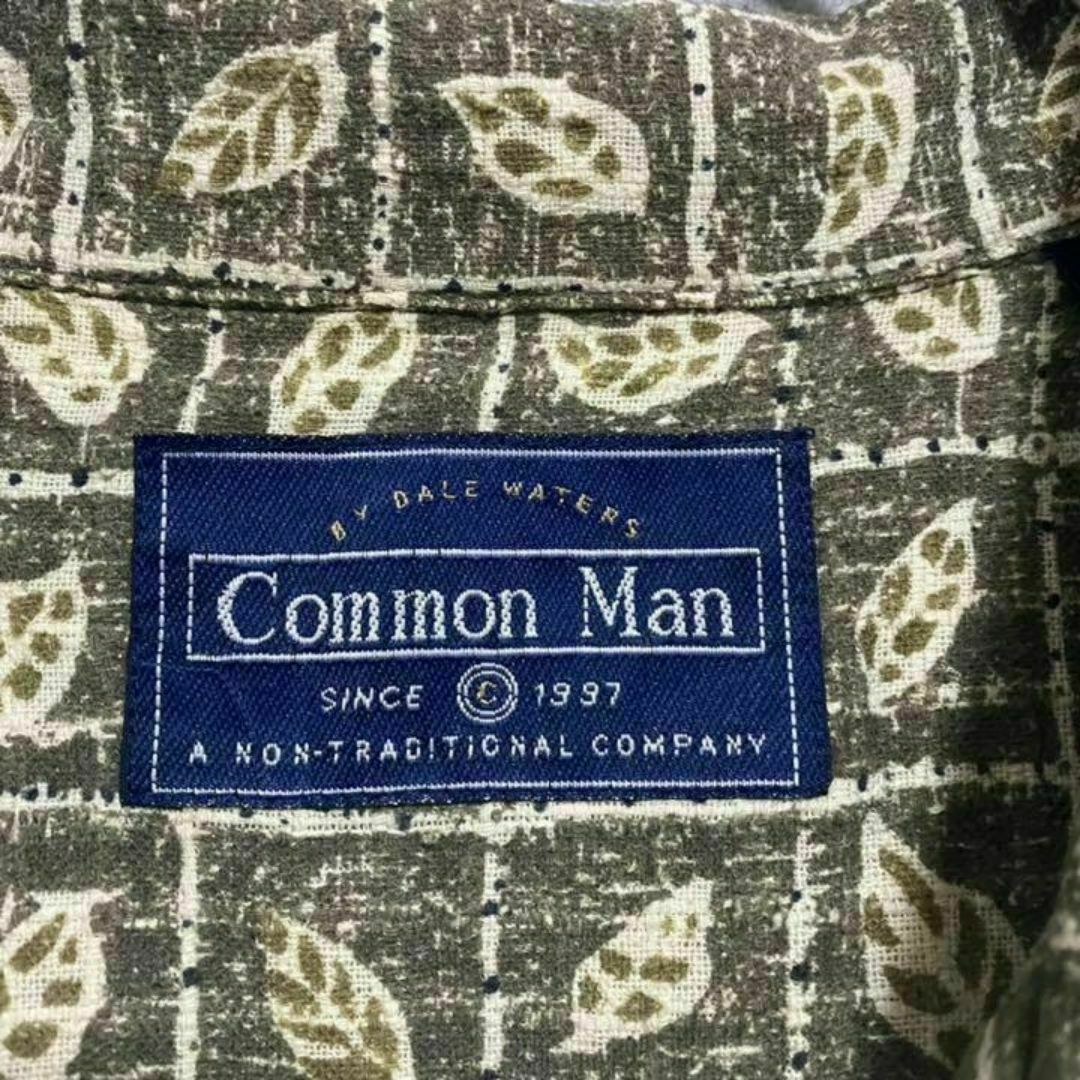 BY DALE WATERS
Common Man
SINCE © 1997
A NON-TRADITIONAL COMPANY